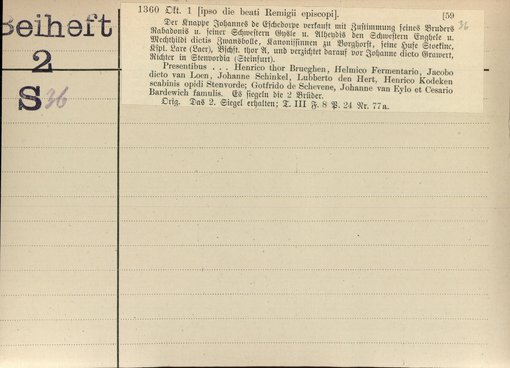 Beiheft
2
S 36
1360 Okt. 1 [ipso die beati Remigii episcopi]. [59
36
Der Knappe Johannes de Eschedorpe verkauft mit Zustimmung seines Bruders
Rabadonis u. seiner Schwestern Gysle u. Alheydis den Schwestern Enghele u.
Mechthildi dictis Zwansbolle, Kanonissinnen zu Borghorst, seine Hufe Stockinc,
Kspl. Lare (Laer), Bschft. thor A, und verzichtet darauf vor Johanne dicto Grawert,
Richter in Stenvordia (Steinfurt).
Presentibus . . . Henrico thor Brueghen, Helmico Fermentario, Jacobo
dicto van Loen, Johanne Schinkel, Lubberto den Hert, Henrico Kodeken
scabinis opidi Stenvorde; Gotfrido de Schevene, Johanne van Eylo et Cesario
Bardewich famulis. Es siegeln die 2 Brüder.
Orig. Das 2. Siegel erhalten; T. III F. 8 P. 24 Nr. 77a.